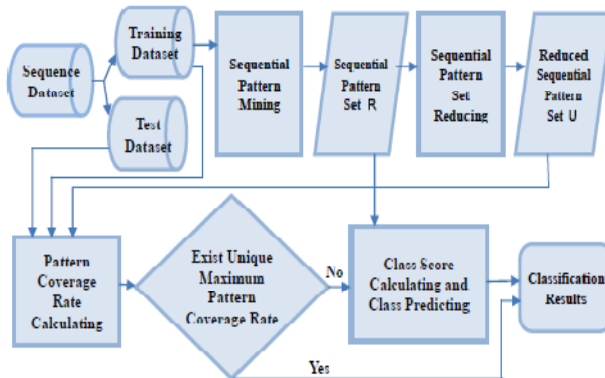 Sequence
Dataset
Training
Dataset
Test
Dataset
Sequential
Pattern
Mining
Sequential
Pattern
Set R
Sequential
Pattern
Set
Reducing
Reduced
Sequential
Pattern
Set U
Pattern
Coverage
Rate
Calculating
Exist Unique
Maximum
Pattern
Coverage Rate
No
Yes
Class Score
Calculating and
Class Predicting
Classification
Results